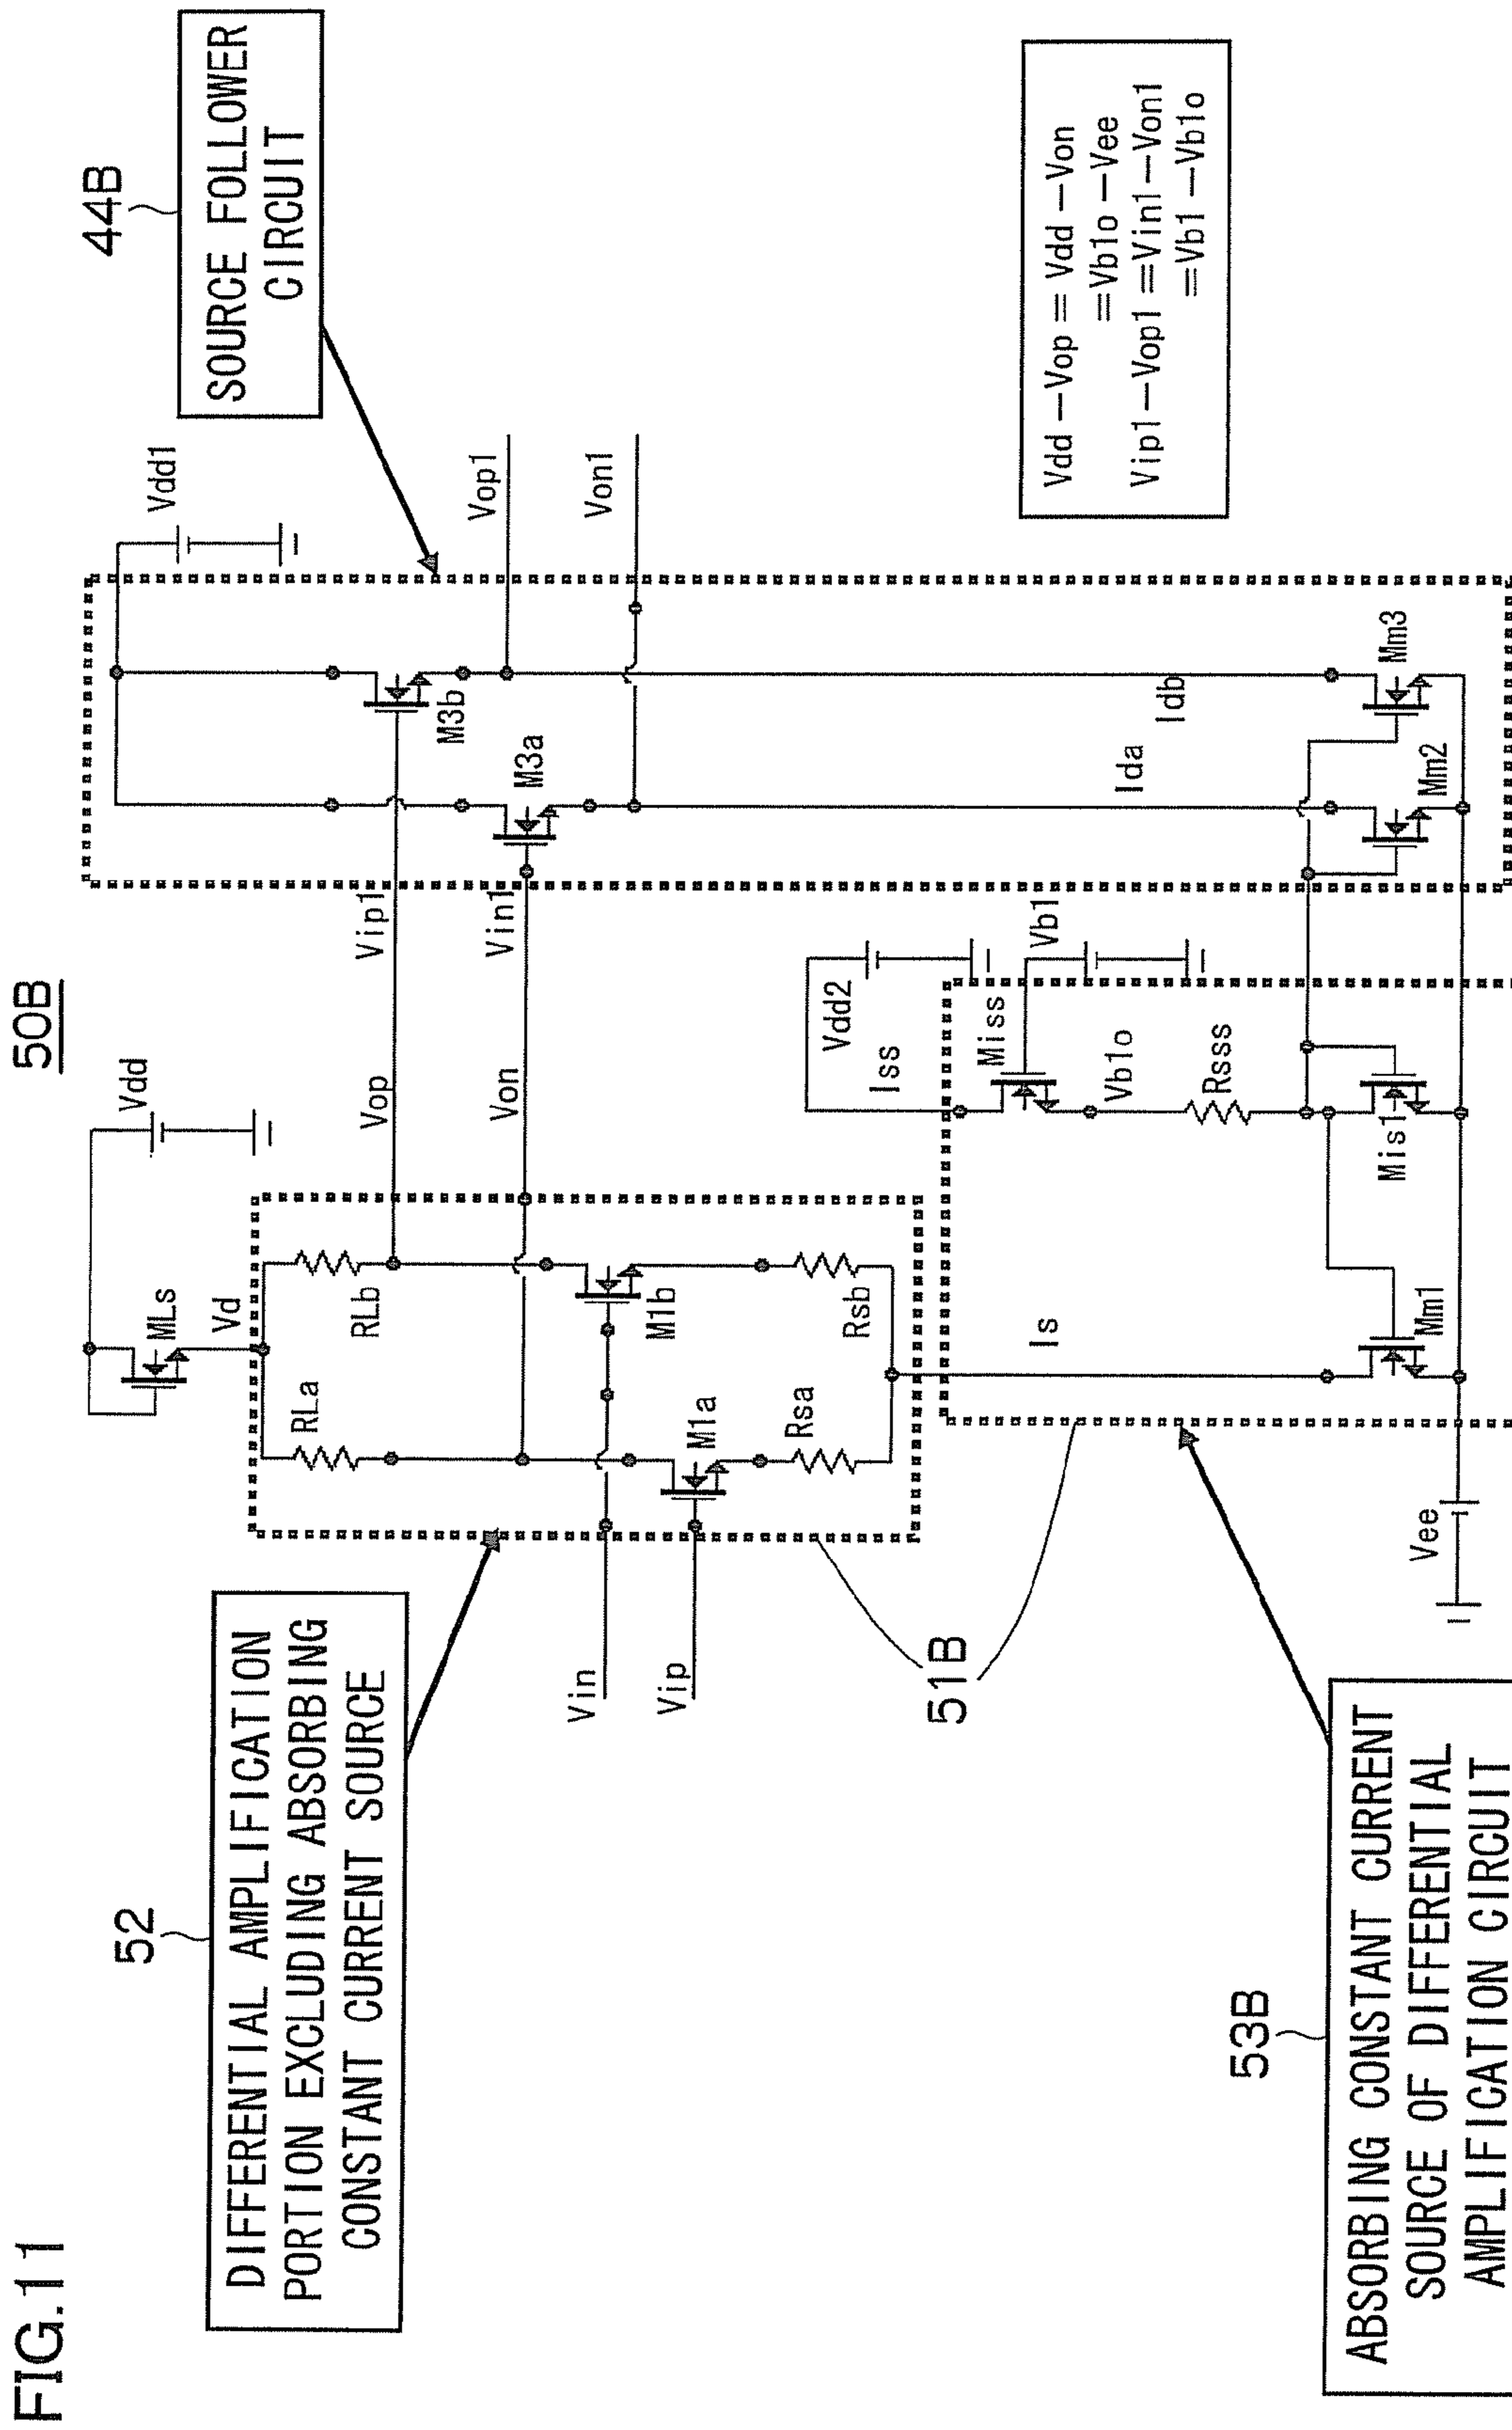 FIG.11
50B
52
DIFFERENTIAL AMPLIFICATION
PORTION EXCLUDING ABSORBING
CONSTANT CURRENT SOURCE
44B
SOURCE FOLLOWER
CIRCUIT
Vdd
MLs
Vd
RLa
RLb
Vop
Von
Vip1
Vin1
Vdd1
M3b
M3a
Vop1
Von1
Vin
Vip
M1a
M1b
Rsa
Rsb
51B
Vdd2
Iss
Miss
Vb1
Vb1o
Rsss
Is
Mis1
Mm1
Ida
Idb
Mm2
Mm3
Vee
53B
ABSORBING CONSTANT CURRENT
SOURCE OF DIFFERENTIAL
AMPLIFICATION CIRCUIT
Vdd－Vop＝Vdd－Von
＝Vb1o－Vee
Vip1－Vop1＝Vin1－Von1
＝Vb1－Vb1o